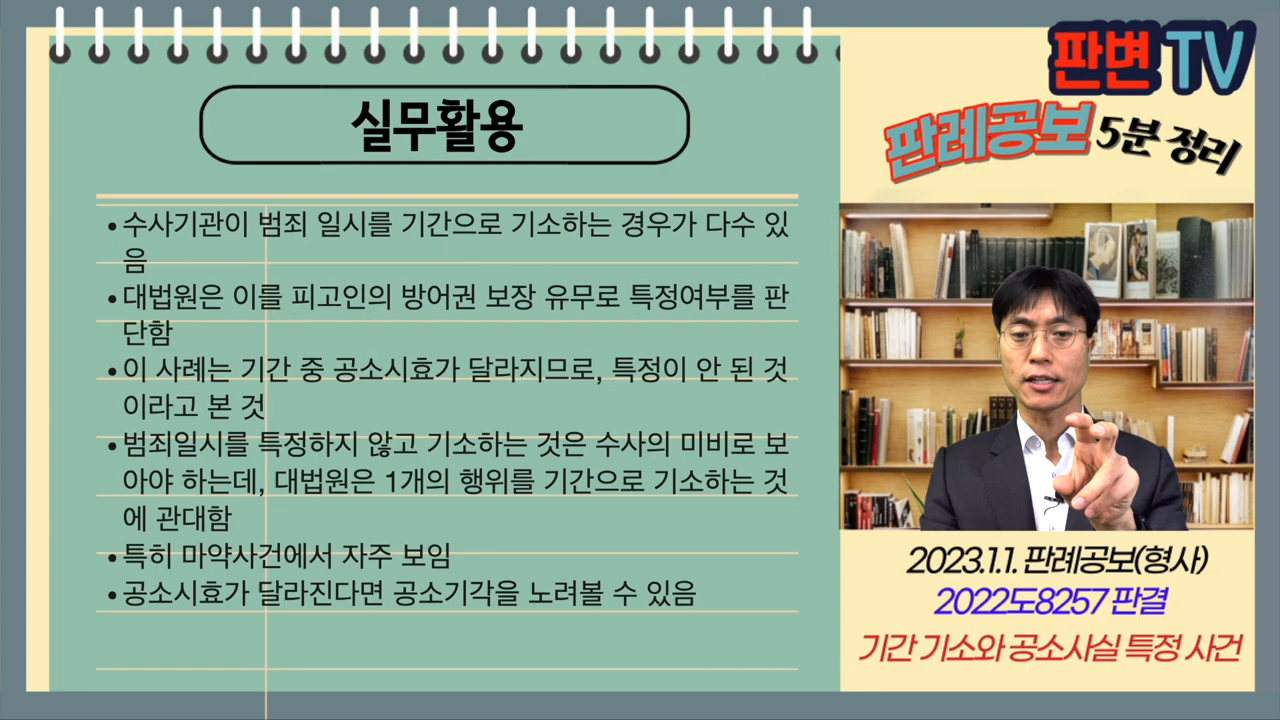 실무활용
수사기관이 범죄 일시를 기간으로 기소하는 경우가 다수 있
음
대법원은 이를 피고인의 방어권 보장 유무로 특정여부를 판
단함
이 사례는 기간 중 공소시효가 달라지므로, 특정이 안 된 것
이라고 본 것
범죄일시를 특정하지 않고 기소하는 것은 수사의 미비로 보
아야 하는데, 대법원은 1개의 행위를 기간으로 기소하는 것
에 관대함
특히 마약사건에서 자주 보임
공소시효가 달라진다면 공소기각을 노려볼 수 있음
판변 TV
판례공보 5분 정리
2023.1.1. 판례공보(형사)
2022도8257 판결
기간 기소와 공소사실 특정 사건